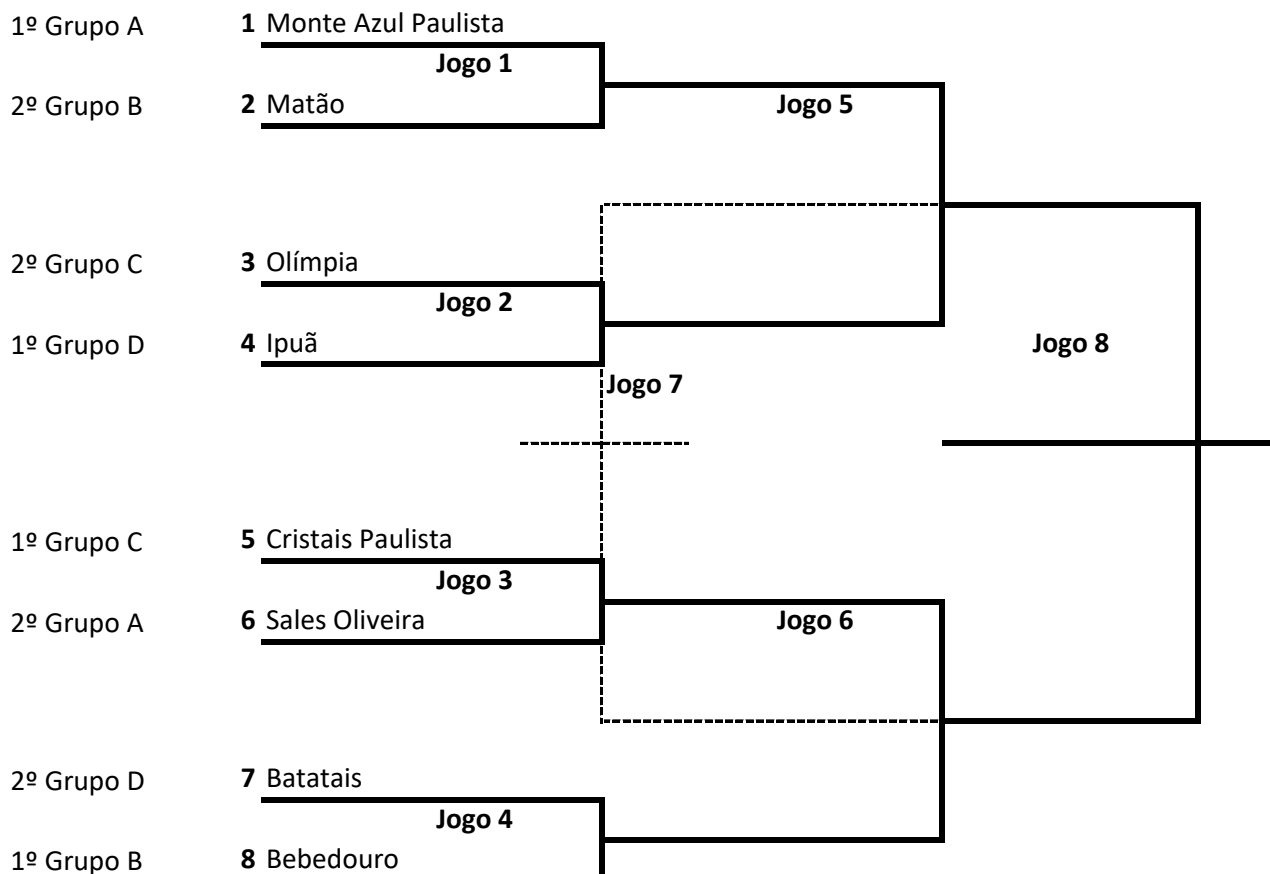 1º Grupo A 1 Monte Azul Paulista
Jogo 1
2º Grupo B 2 Matão Jogo 5
2º Grupo C 3 Olímpia
Jogo 2
1º Grupo D 4 Ipuã Jogo 8
Jogo 7
1º Grupo C 5 Cristais Paulista
Jogo 3
2º Grupo A 6 Sales Oliveira Jogo 6
2º Grupo D 7 Batatais
Jogo 4
1º Grupo B 8 Bebedouro